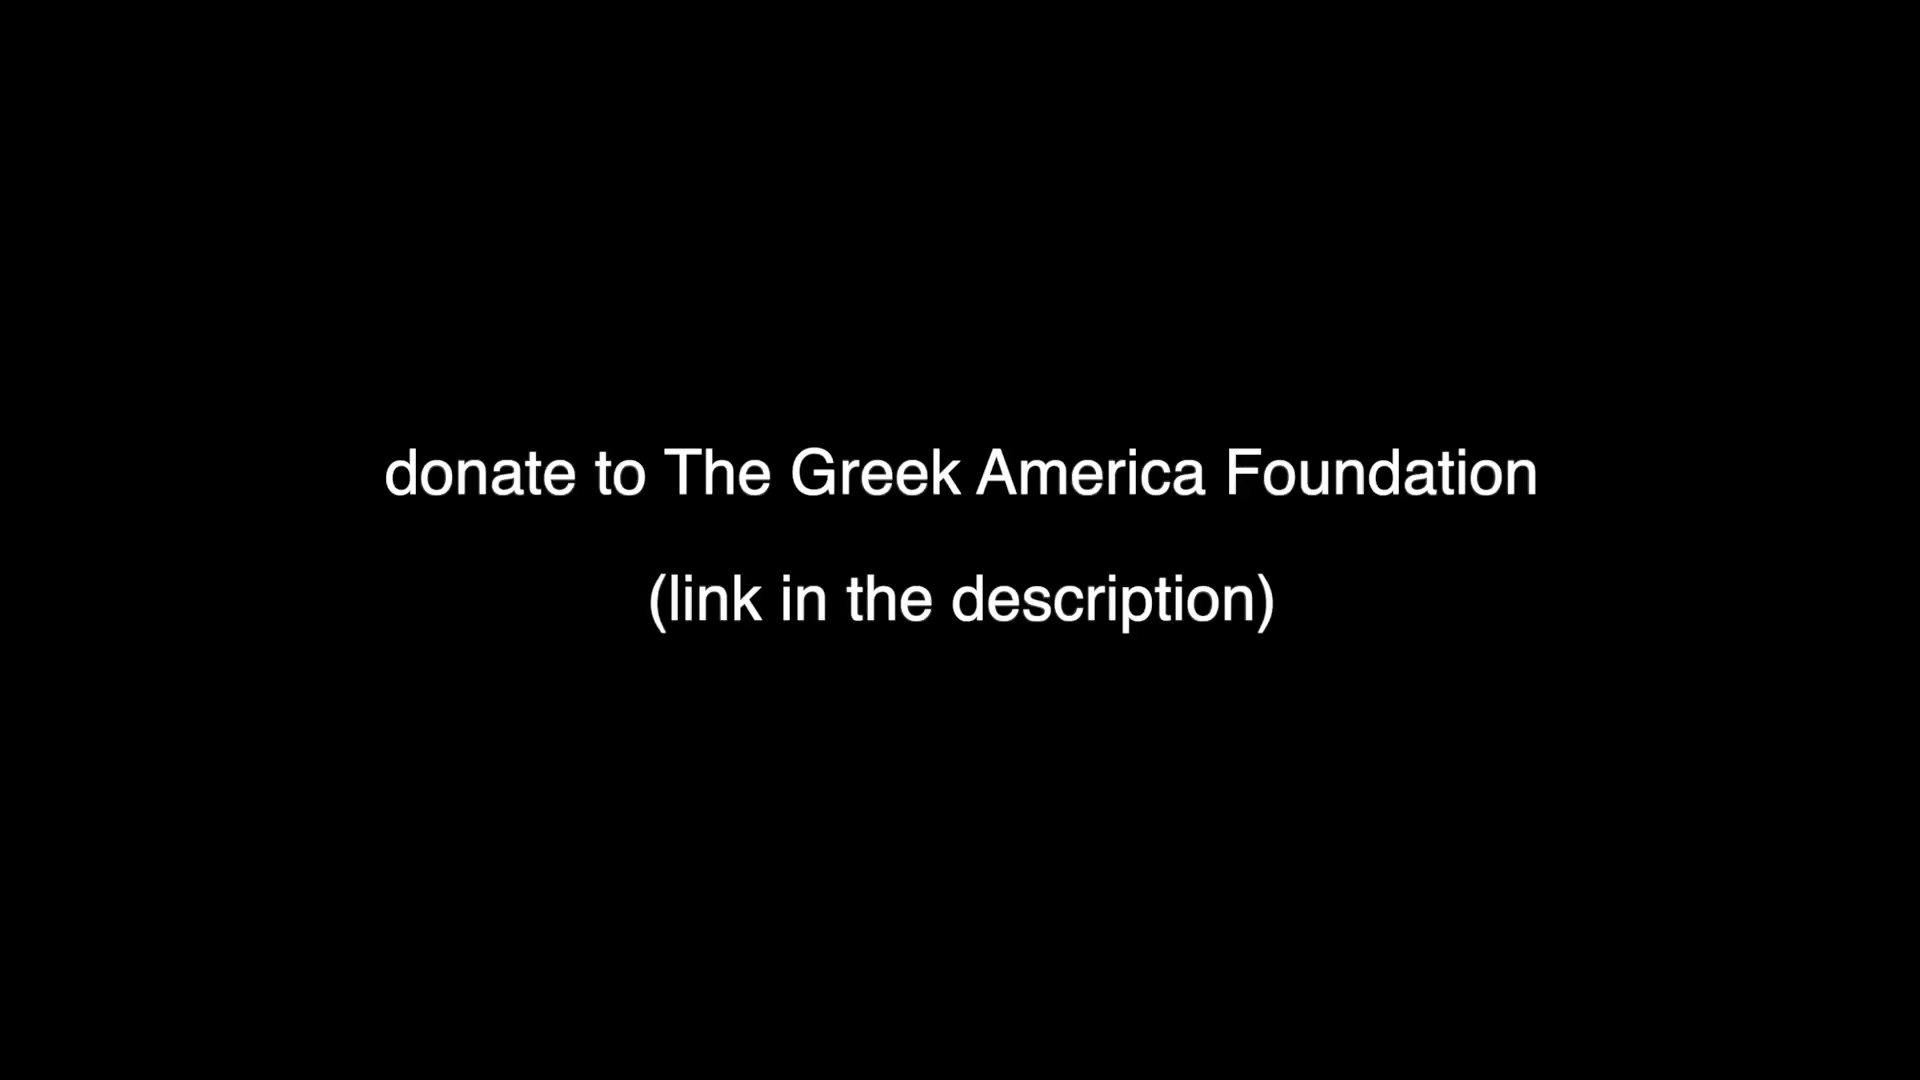 donate to The Greek America Foundation
(link in the description)